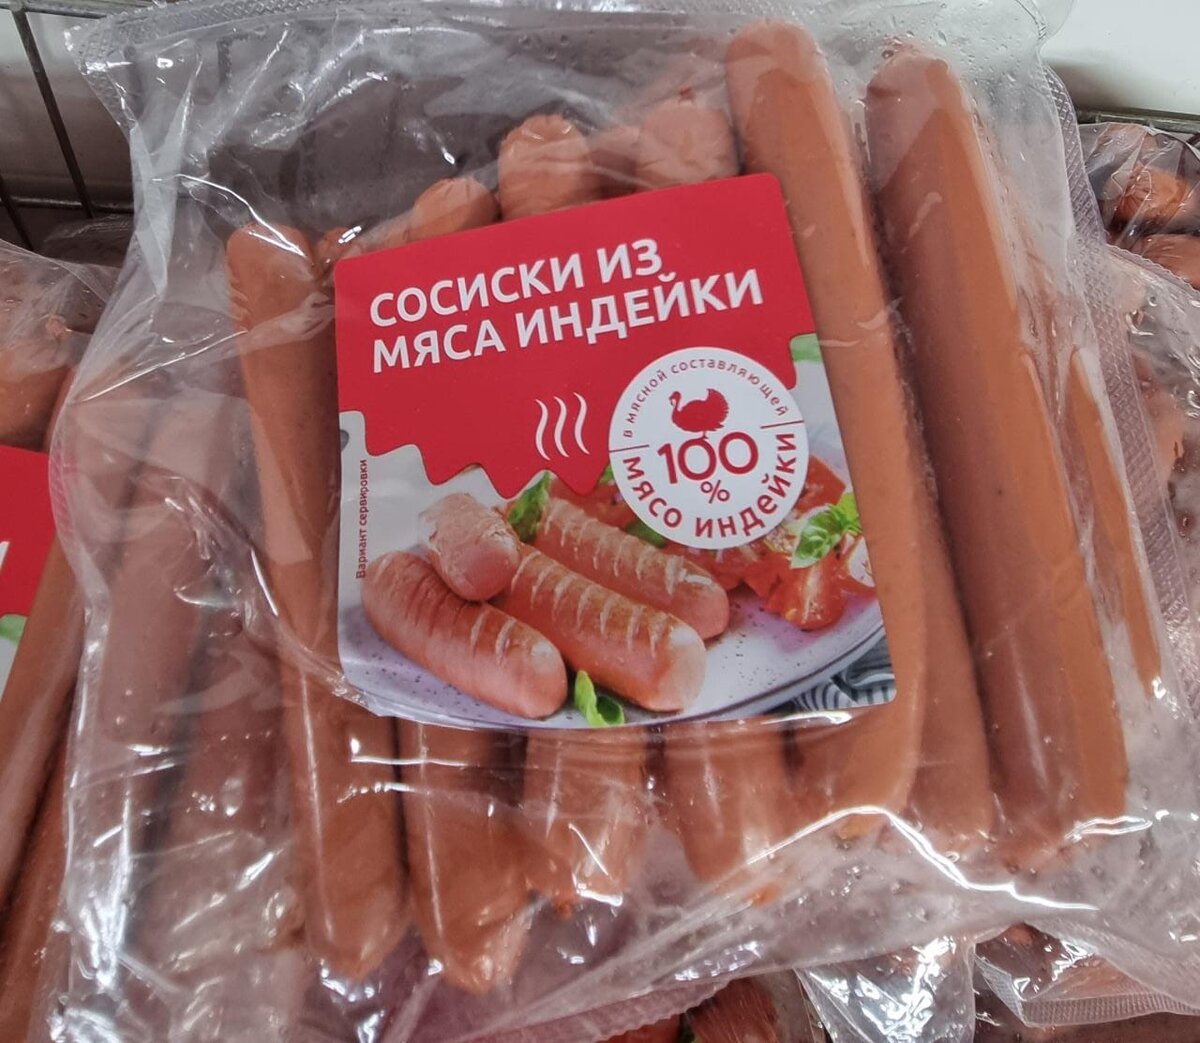 СОСИСКИ ИЗ
МЯСА ИНДЕЙКИ
В МЯСНОЙ СОСТАВЛЯЮЩЕЙ
100
%
МЯСО ИНДЕЙКИ
Вариант сервировки